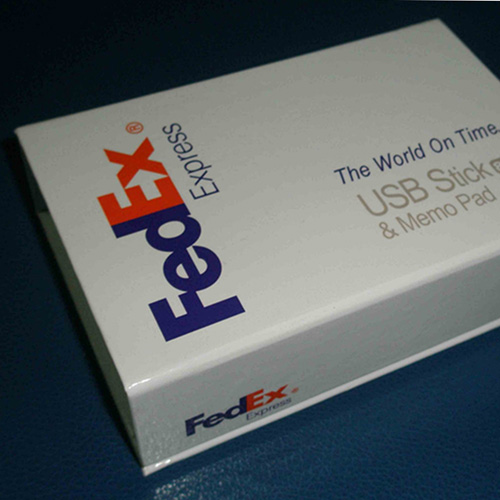 FedEx®
Express
The World On Time
USB Stick
& Memo Pad
FedEx®
Express